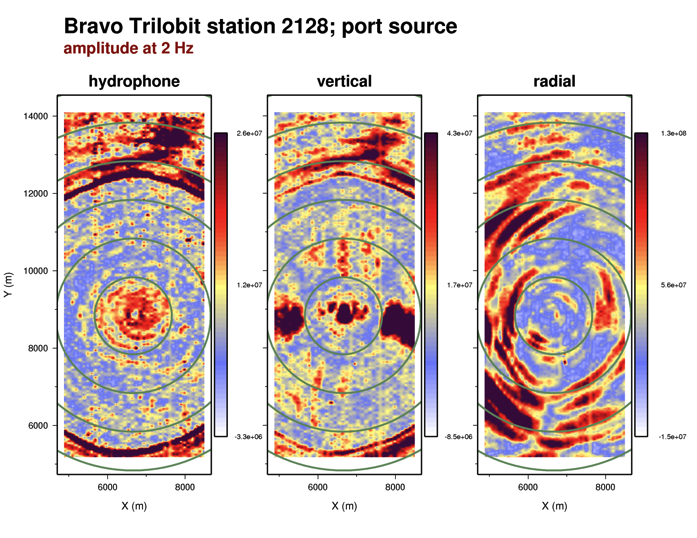 Bravo Trilobit station 2128; port source
amplitude at 2 Hz
hydrophone vertical radial
14000
12000
10000
8000
6000
Y (m)
2.6e+07
1.2e+07
-3.3e+06
4.3e+07
1.7e+07
-8.5e+06
1.3e+08
5.6e+07
-1.5e+07
6000 8000 6000 8000 6000 8000
X (m) X (m) X (m)